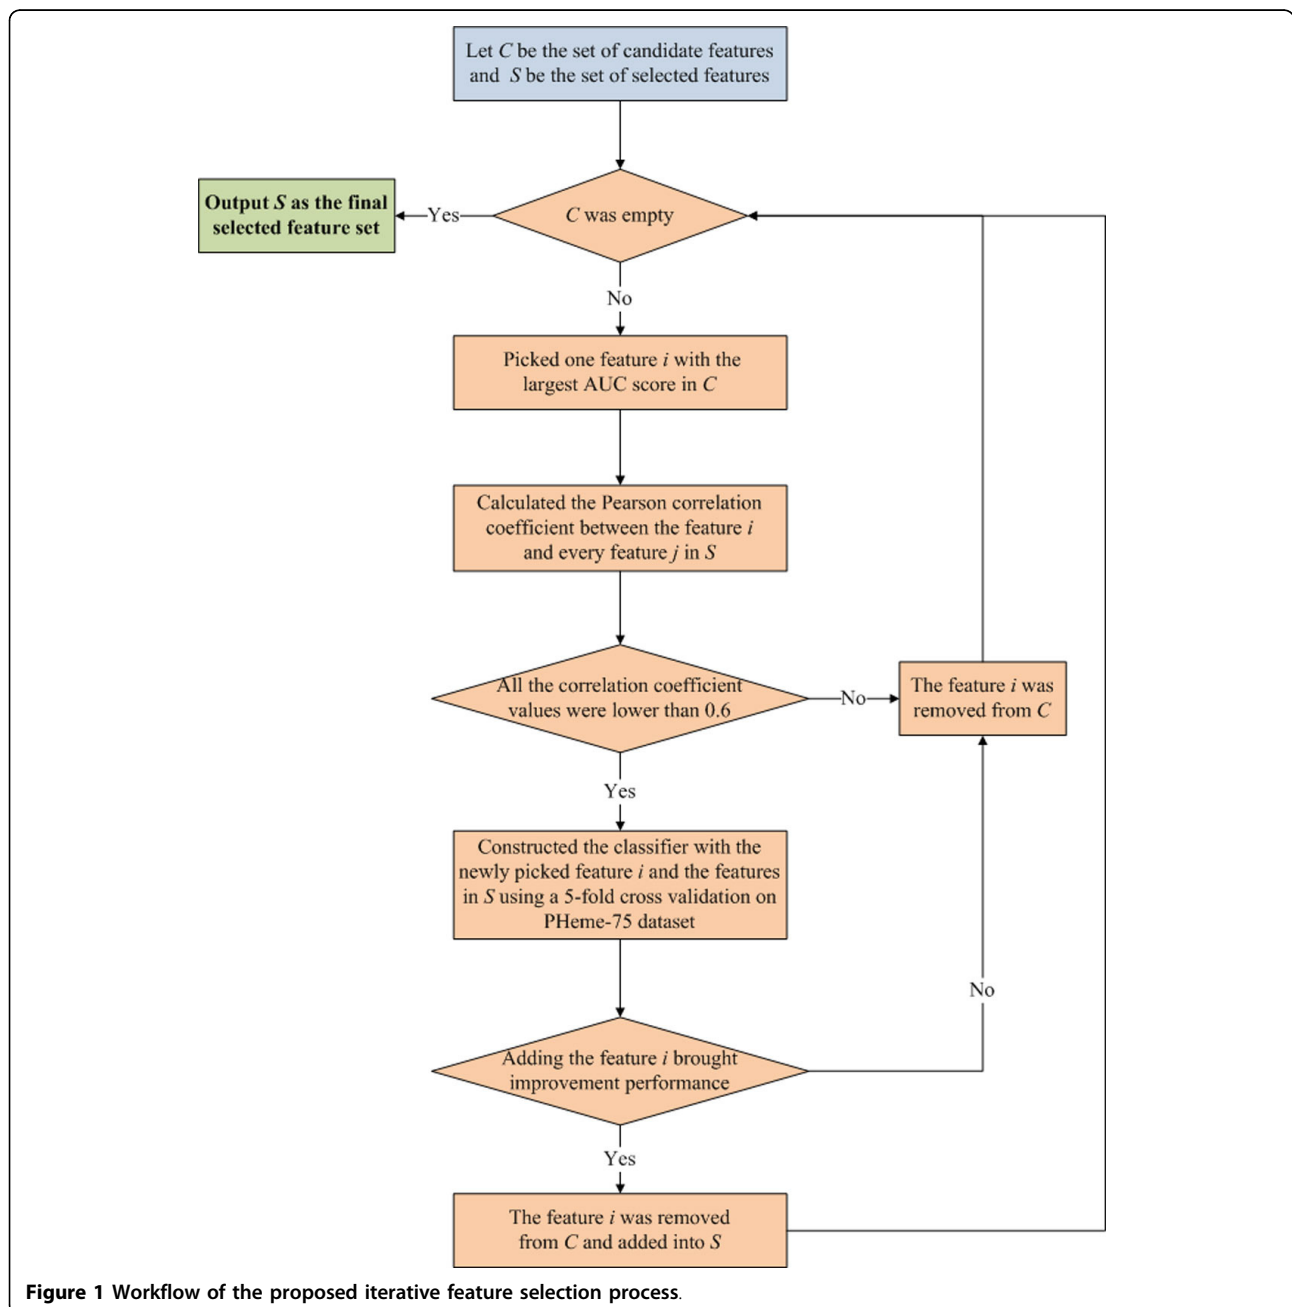 Let C be the set of candidate features
and S be the set of selected features
Output S as the final
selected feature set
Yes
C was empty
No
Picked one feature i with the
largest AUC score in C
Calculated the Pearson correlation
coefficient between the feature i
and every feature j in S
All the correlation coefficient
values were lower than 0.6
No
The feature i was
removed from C
Yes
Constructed the classifier with the
newly picked feature i and the features
in S using a 5-fold cross validation on
PHeme-75 dataset
No
Adding the feature i brought
improvement performance
Yes
The feature i was removed
from C and added into S
Figure 1 Workflow of the proposed iterative feature selection process.